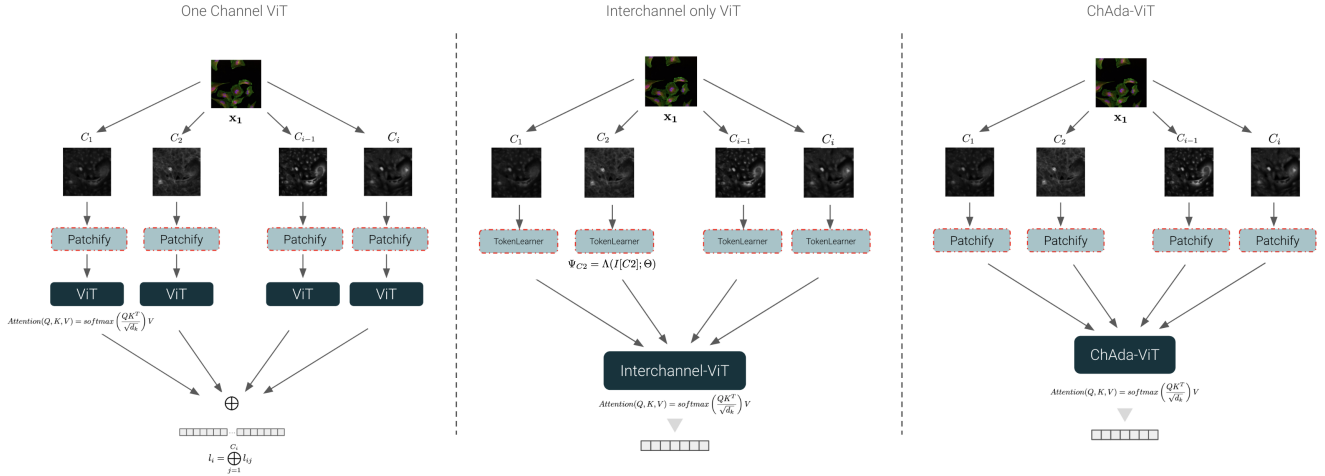 One Channel ViT
x₁
C₁ C₂ Cᵢ₋₁ Cᵢ
Patchify Patchify Patchify Patchify
ViT ViT ViT ViT
Attention(Q, K, V) = softmax(QKᵀ/√dₖ)V
⊕
...
lᵢ = ⊕ⱼ₌₁^Cᵢ lᵢⱼ
Interchannel only ViT
x₁
C₁ C₂ Cᵢ₋₁ Cᵢ
TokenLearner TokenLearner TokenLearner TokenLearner
Ψ_C2 = Λ(I[C2]; Θ)
Interchannel-ViT
Attention(Q, K, V) = softmax(QKᵀ/√dₖ)V
ChAda-ViT
x₁
C₁ C₂ Cᵢ₋₁ Cᵢ
Patchify Patchify Patchify Patchify
ChAda-ViT
Attention(Q, K, V) = softmax(QKᵀ/√dₖ)V